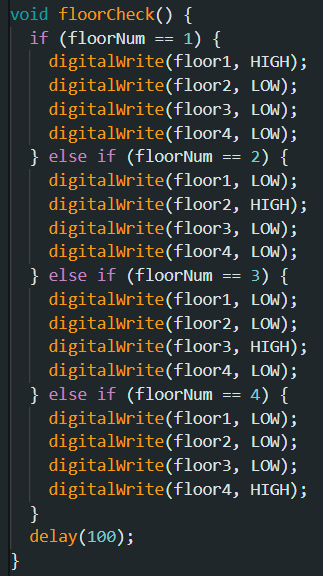 void floorCheck() {
  if (floorNum == 1) {
    digitalWrite(floor1, HIGH);
    digitalWrite(floor2, LOW);
    digitalWrite(floor3, LOW);
    digitalWrite(floor4, LOW);
  } else if (floorNum == 2) {
    digitalWrite(floor1, LOW);
    digitalWrite(floor2, HIGH);
    digitalWrite(floor3, LOW);
    digitalWrite(floor4, LOW);
  } else if (floorNum == 3) {
    digitalWrite(floor1, LOW);
    digitalWrite(floor2, LOW);
    digitalWrite(floor3, HIGH);
    digitalWrite(floor4, LOW);
  } else if (floorNum == 4) {
    digitalWrite(floor1, LOW);
    digitalWrite(floor2, LOW);
    digitalWrite(floor3, LOW);
    digitalWrite(floor4, HIGH);
  }
  delay(100);
}